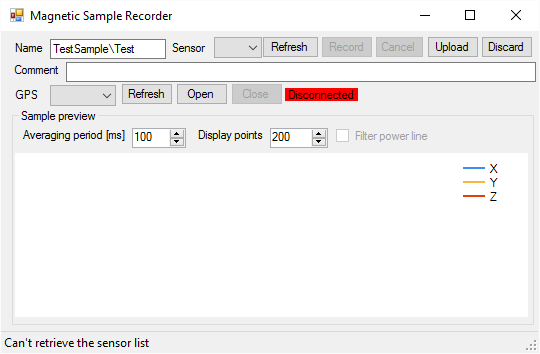 Magnetic Sample Recorder
Name TestSample\Test Sensor Refresh Record Cancel Upload Discard
Comment
GPS Refresh Open Close Disconnected
Sample preview
Averaging period [ms] 100 Display points 200 Filter power line
X
Y
Z
Can't retrieve the sensor list